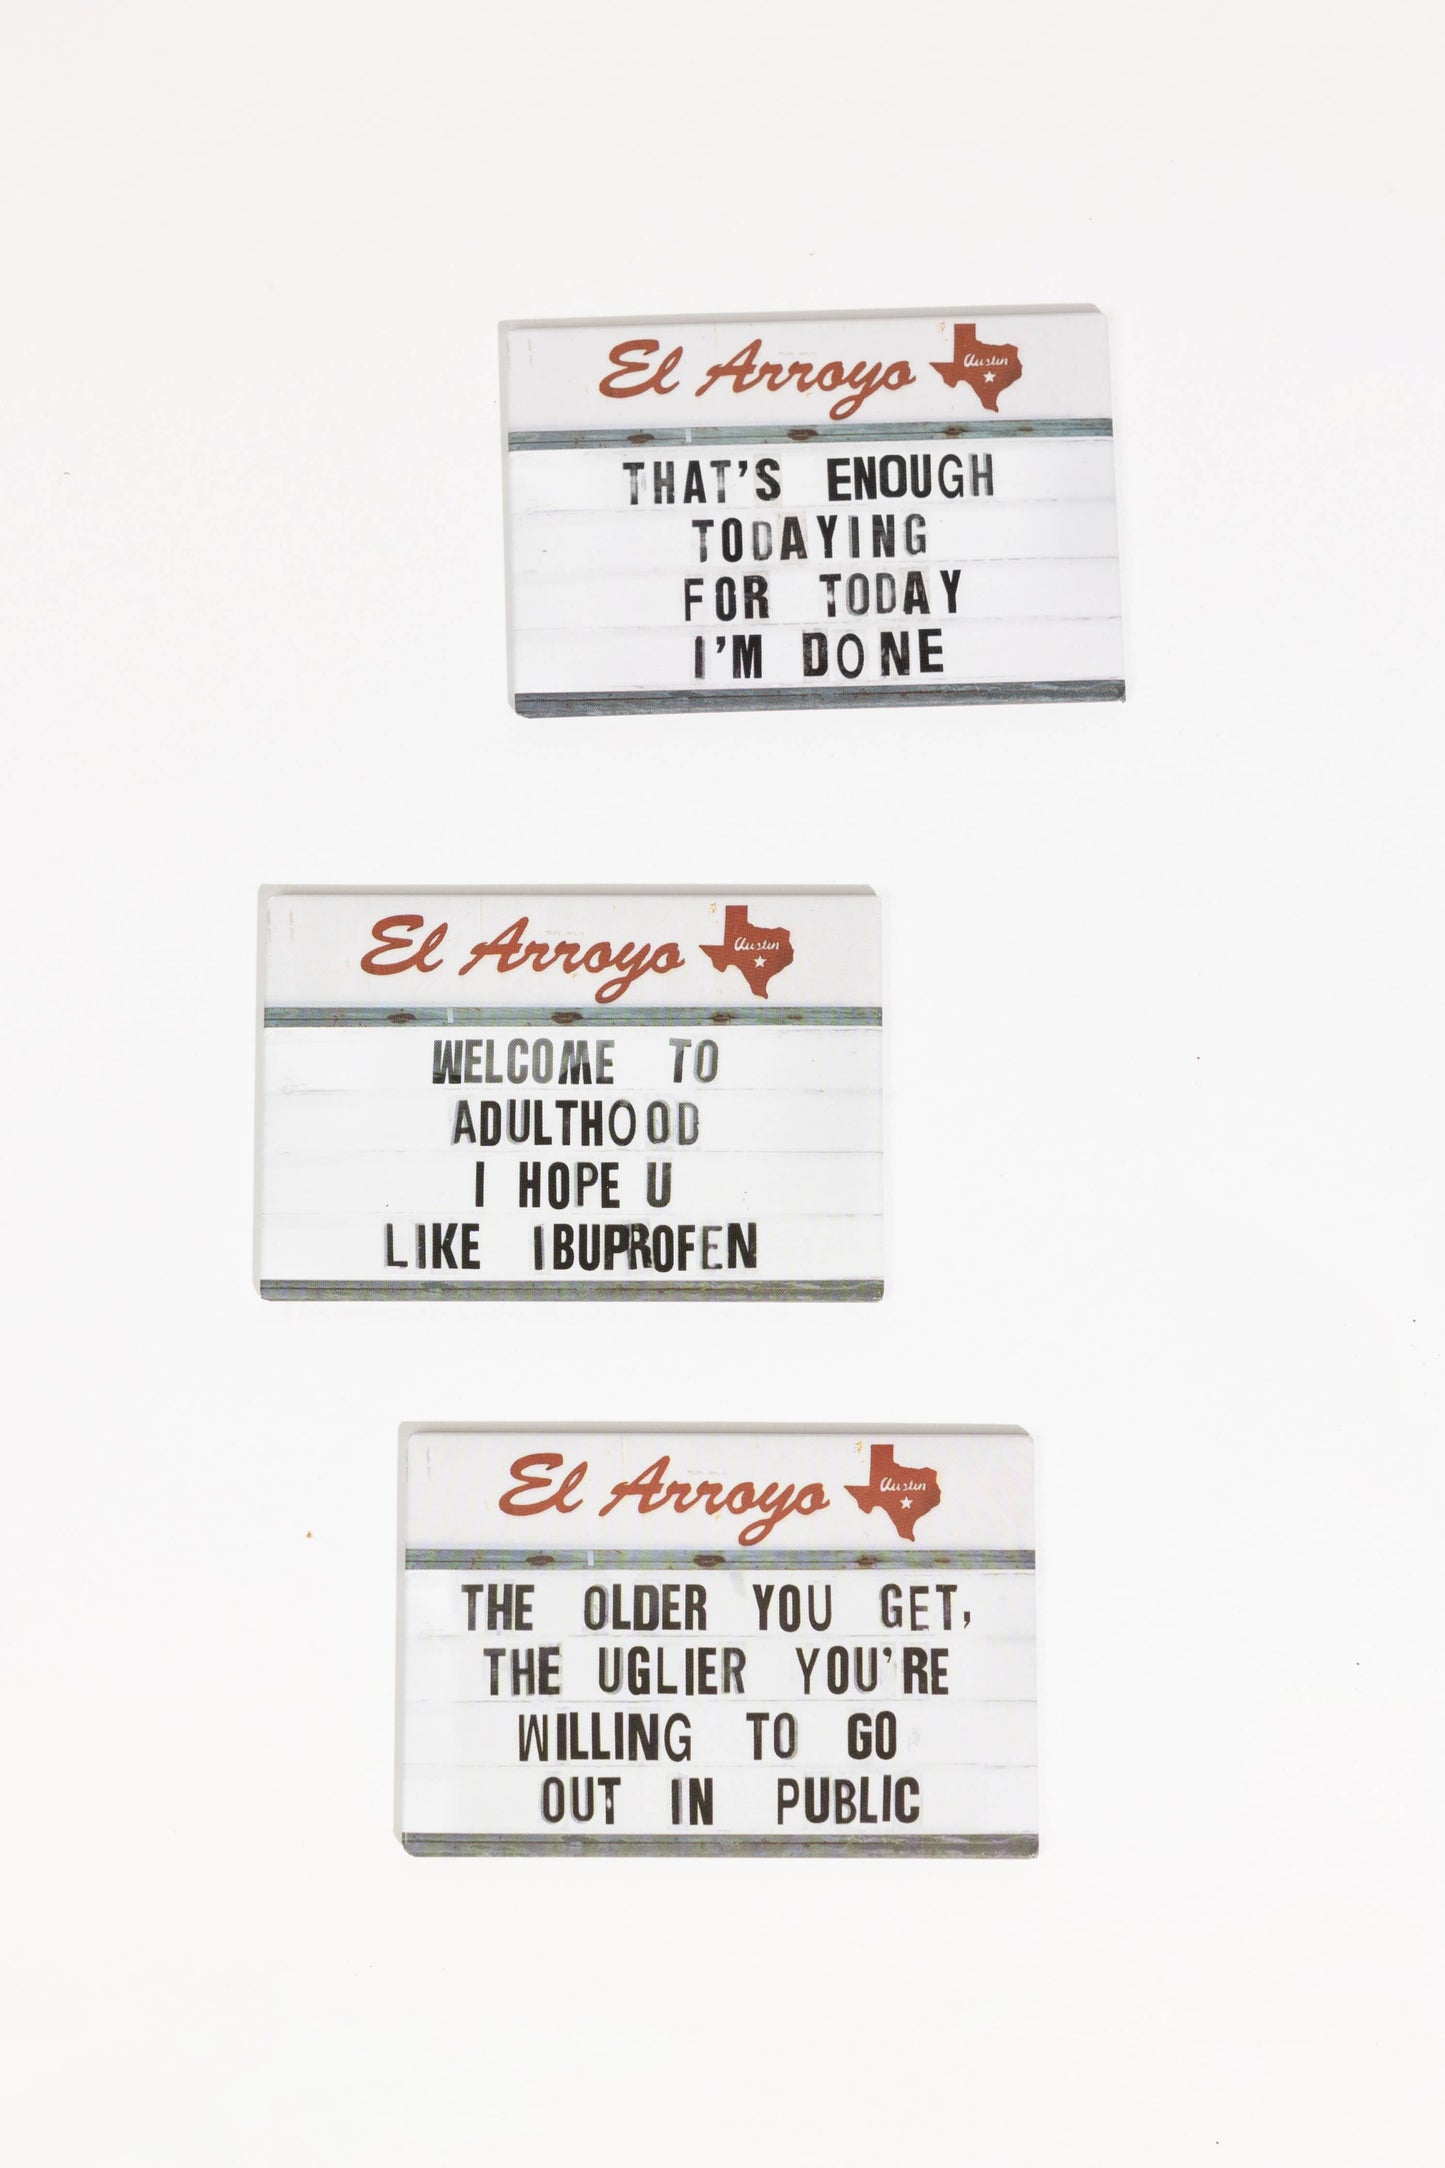 El Arroyo Austin
THAT'S ENOUGH
TODAYING
FOR TODAY
I'M DONE
El Arroyo Austin
WELCOME TO
ADULTHOOD
I HOPE U
LIKE IBUPROFEN
El Arroyo Austin
THE OLDER YOU GET,
THE UGLIER YOU'RE
WILLING TO GO
OUT IN PUBLIC